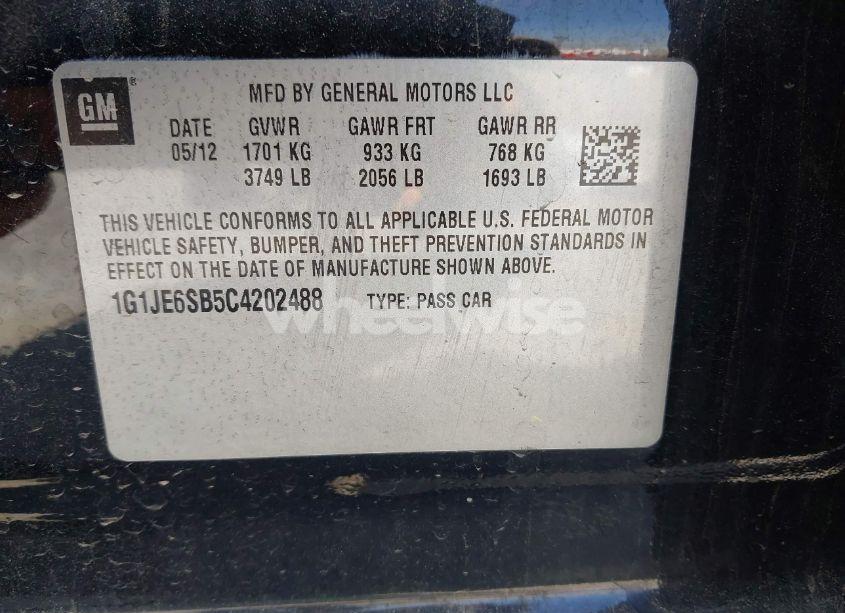 GM ®
MFD BY GENERAL MOTORS LLC
DATE GVWR GAWR FRT GAWR RR
05/12 1701 KG 933 KG 768 KG
3749 LB 2056 LB 1693 LB
THIS VEHICLE CONFORMS TO ALL APPLICABLE U.S. FEDERAL MOTOR
VEHICLE SAFETY, BUMPER, AND THEFT PREVENTION STANDARDS IN
EFFECT ON THE DATE OF MANUFACTURE SHOWN ABOVE.
1G1JE6SB5C4202488 TYPE: PASS CAR
wheelwise